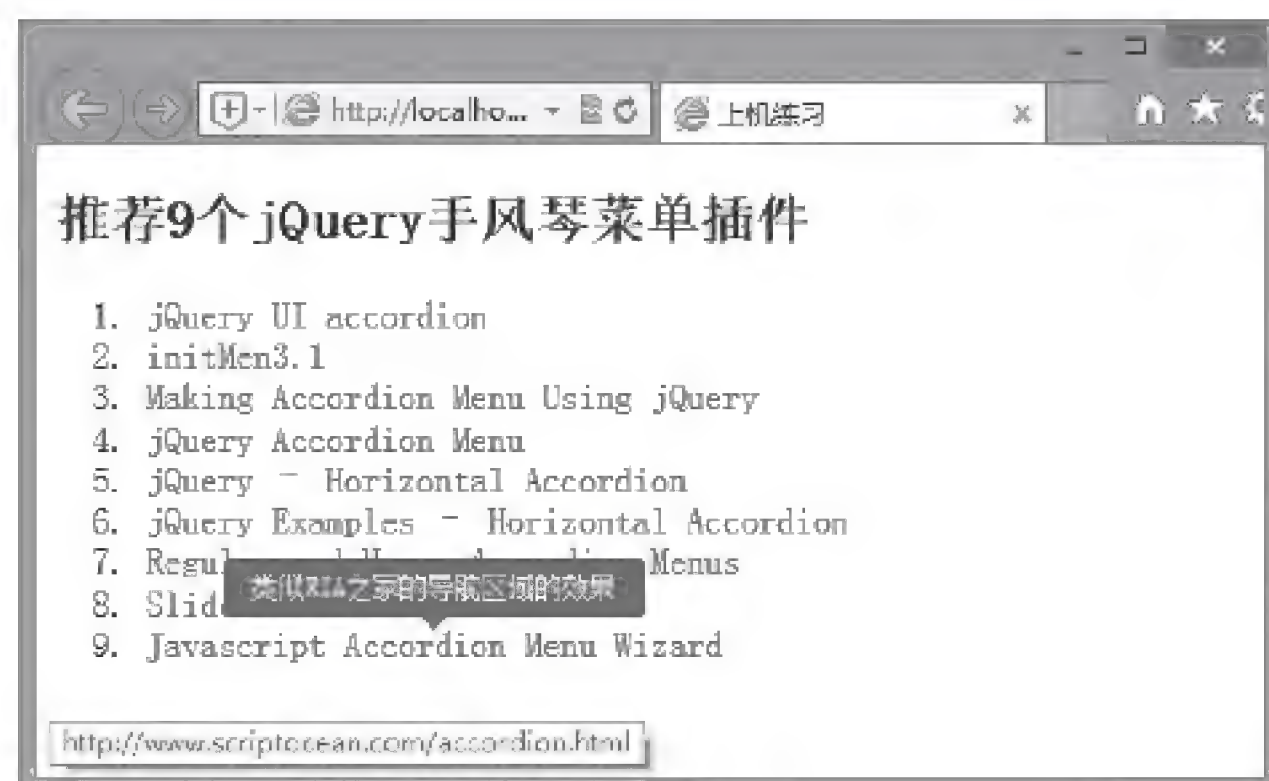 http://localho...
上机练习
推荐9个jQuery手风琴菜单插件
1. jQuery UI accordion
2. initMen3.1
3. Making Accordion Menu Using jQuery
4. jQuery Accordion Menu
5. jQuery - Horizontal Accordion
6. jQuery Examples - Horizontal Accordion
7. Regul Menus
类似RIA之家的导航区域的效果
8. Slid
9. Javascript Accordion Menu Wizard
http://www.scriptocean.com/accordion.html